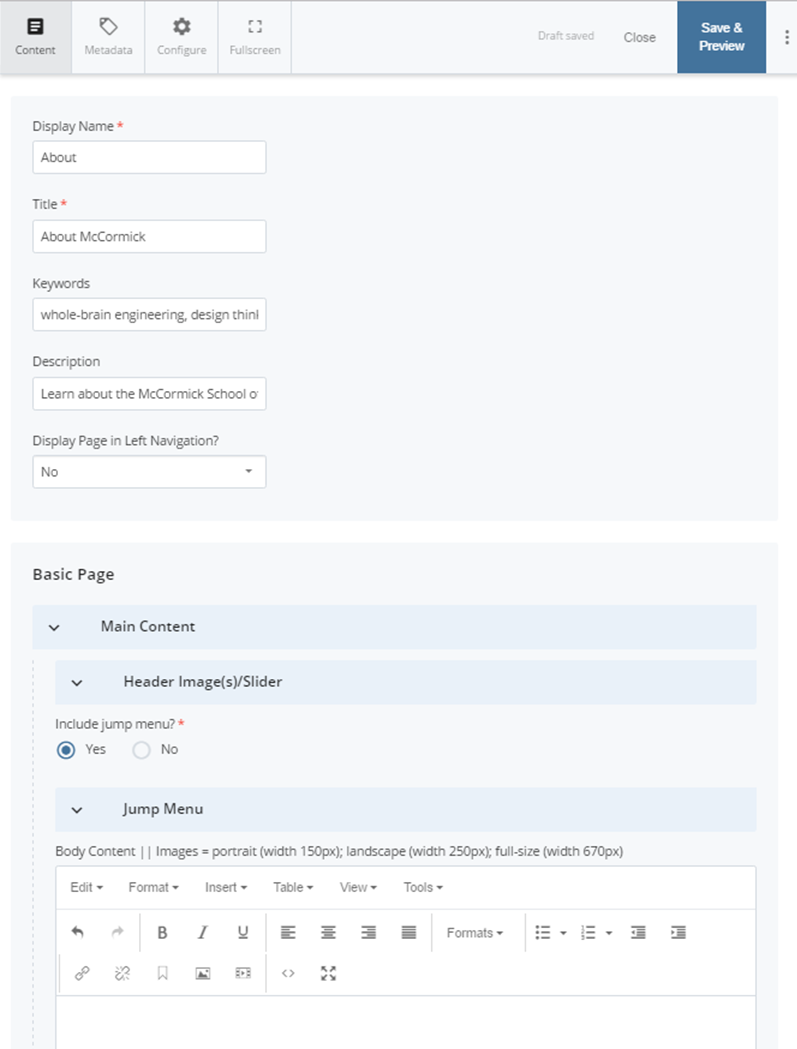 Content
Metadata
Configure
Fullscreen
Draft saved
Close
Save &
Preview
Display Name *
About
Title *
About McCormick
Keywords
whole-brain engineering, design think
Description
Learn about the McCormick School o
Display Page in Left Navigation?
No
Basic Page
Main Content
Header Image(s)/Slider
Include jump menu? *
Yes
No
Jump Menu
Body Content || Images = portrait (width 150px); landscape (width 250px); full-size (width 670px)
Edit Format Insert Table View Tools
B I U Formats